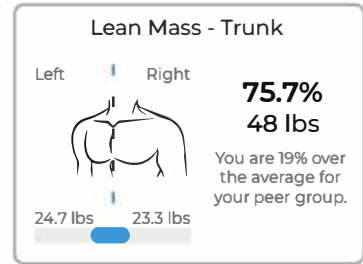 Lean Mass - Trunk
Left Right
75.7%
48 lbs
You are 19% over
the average for
your peer group.
24.7 lbs 23.3 lbs